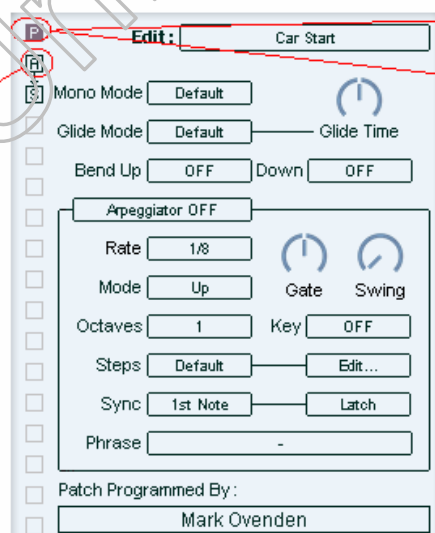 P Edit: Car Start
A
S Mono Mode Default
Glide Mode Default Glide Time
Bend Up OFF Down OFF
Arpeggiator OFF
Rate 1/8
Mode Up Gate Swing
Octaves 1 Key OFF
Steps Default Edit...
Sync 1st Note Latch
Phrase -
Patch Programmed By:
Mark Ovenden